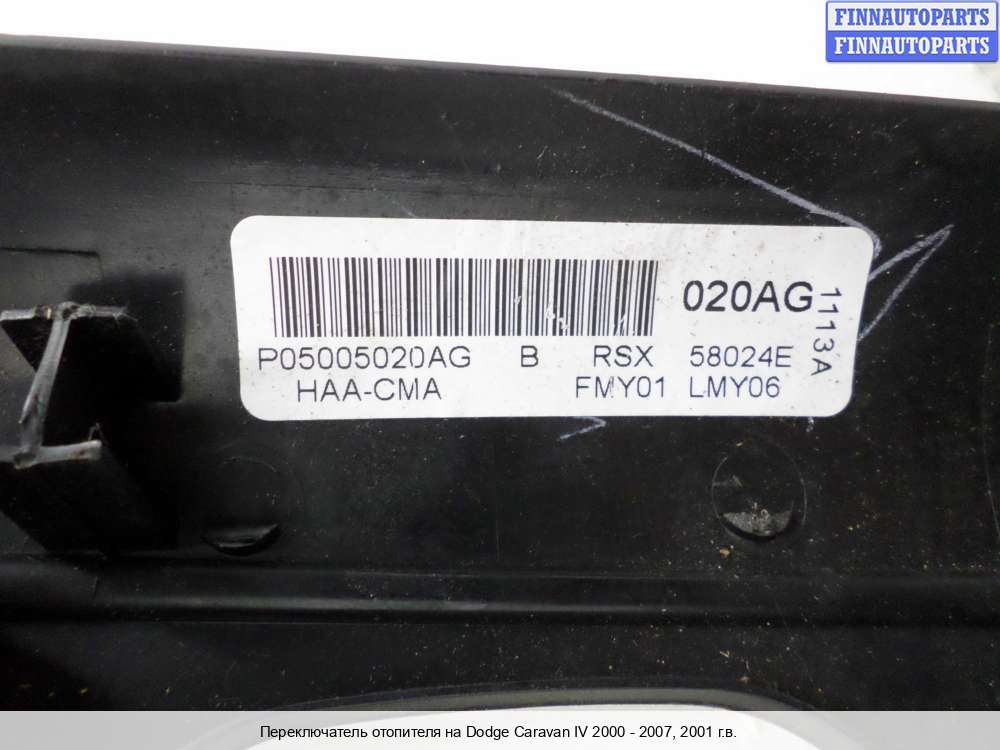 FINNAUTOPARTS
FINNAUTOPARTS
020AG
1113A
P05005020AG B RSX 58024E
HAA-CMA FMY01 LMY06
Переключатель отопителя на Dodge Caravan IV 2000 - 2007, 2001 г.в.